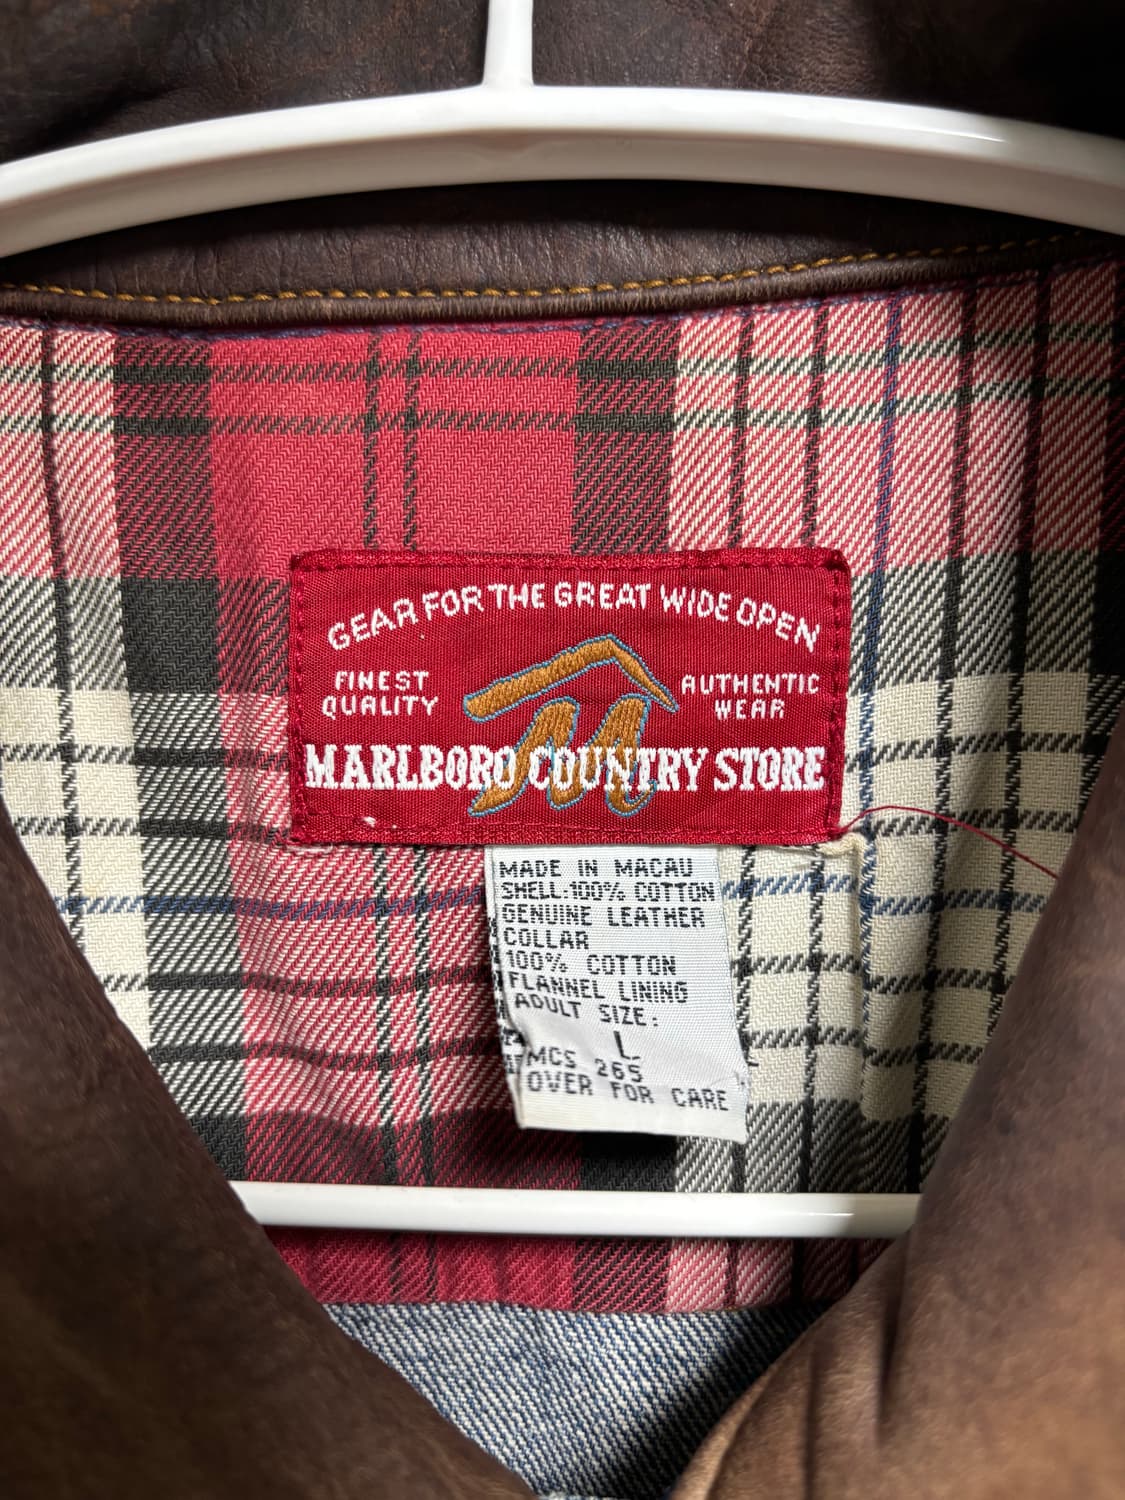 GEAR FOR THE GREAT WIDE OPEN
FINEST
QUALITY
AUTHENTIC
WEAR
M
MARLBORO COUNTRY STORE
MADE IN MACAU
SHELL:100% COTTON
GENUINE LEATHER
COLLAR
100% COTTON
FLANNEL LINING
ADULT SIZE:
L
MCS 265
OVER FOR CARE